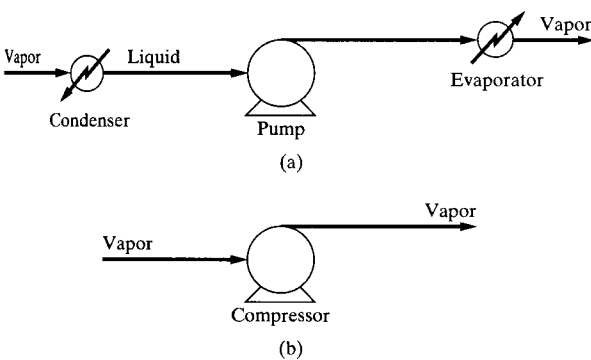 Vapor
Liquid
Vapor
Condenser
Evaporator
Pump
(a)
Vapor
Vapor
Compressor
(b)